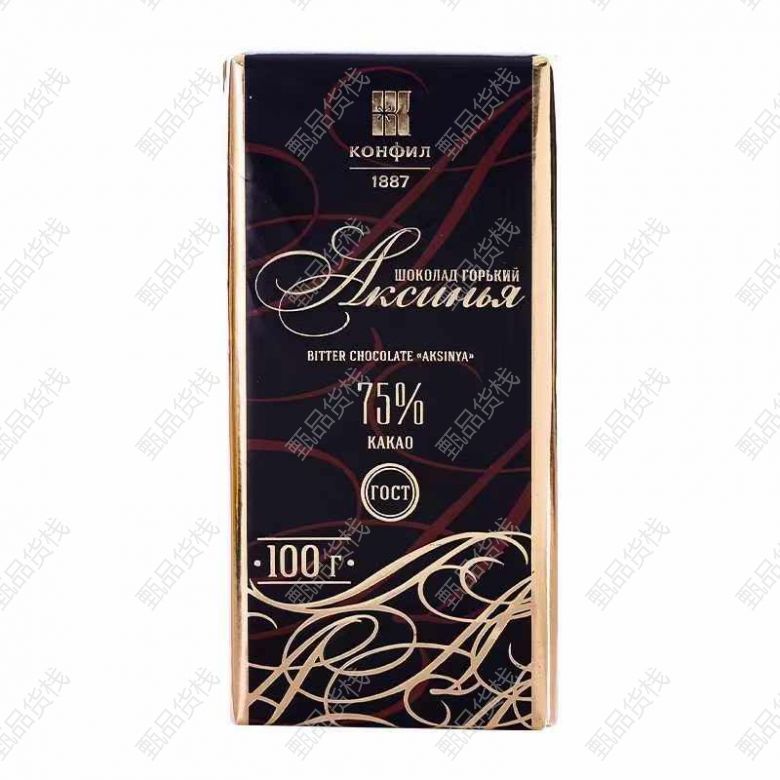 КОНФИЛ
1887
ШОКОЛАД ГОРЬКИЙ
Аксинья
BITTER CHOCOLATE «AKSINYA»
75%
КАКАО
ГОСТ
·100 г·
甄品货栈